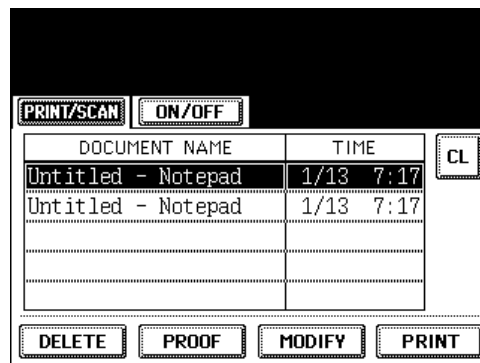 PRINT/SCAN ON/OFF
DOCUMENT NAME TIME CL
Untitled - Notepad 1/13 7:17
Untitled - Notepad 1/13 7:17
DELETE PROOF MODIFY PRINT